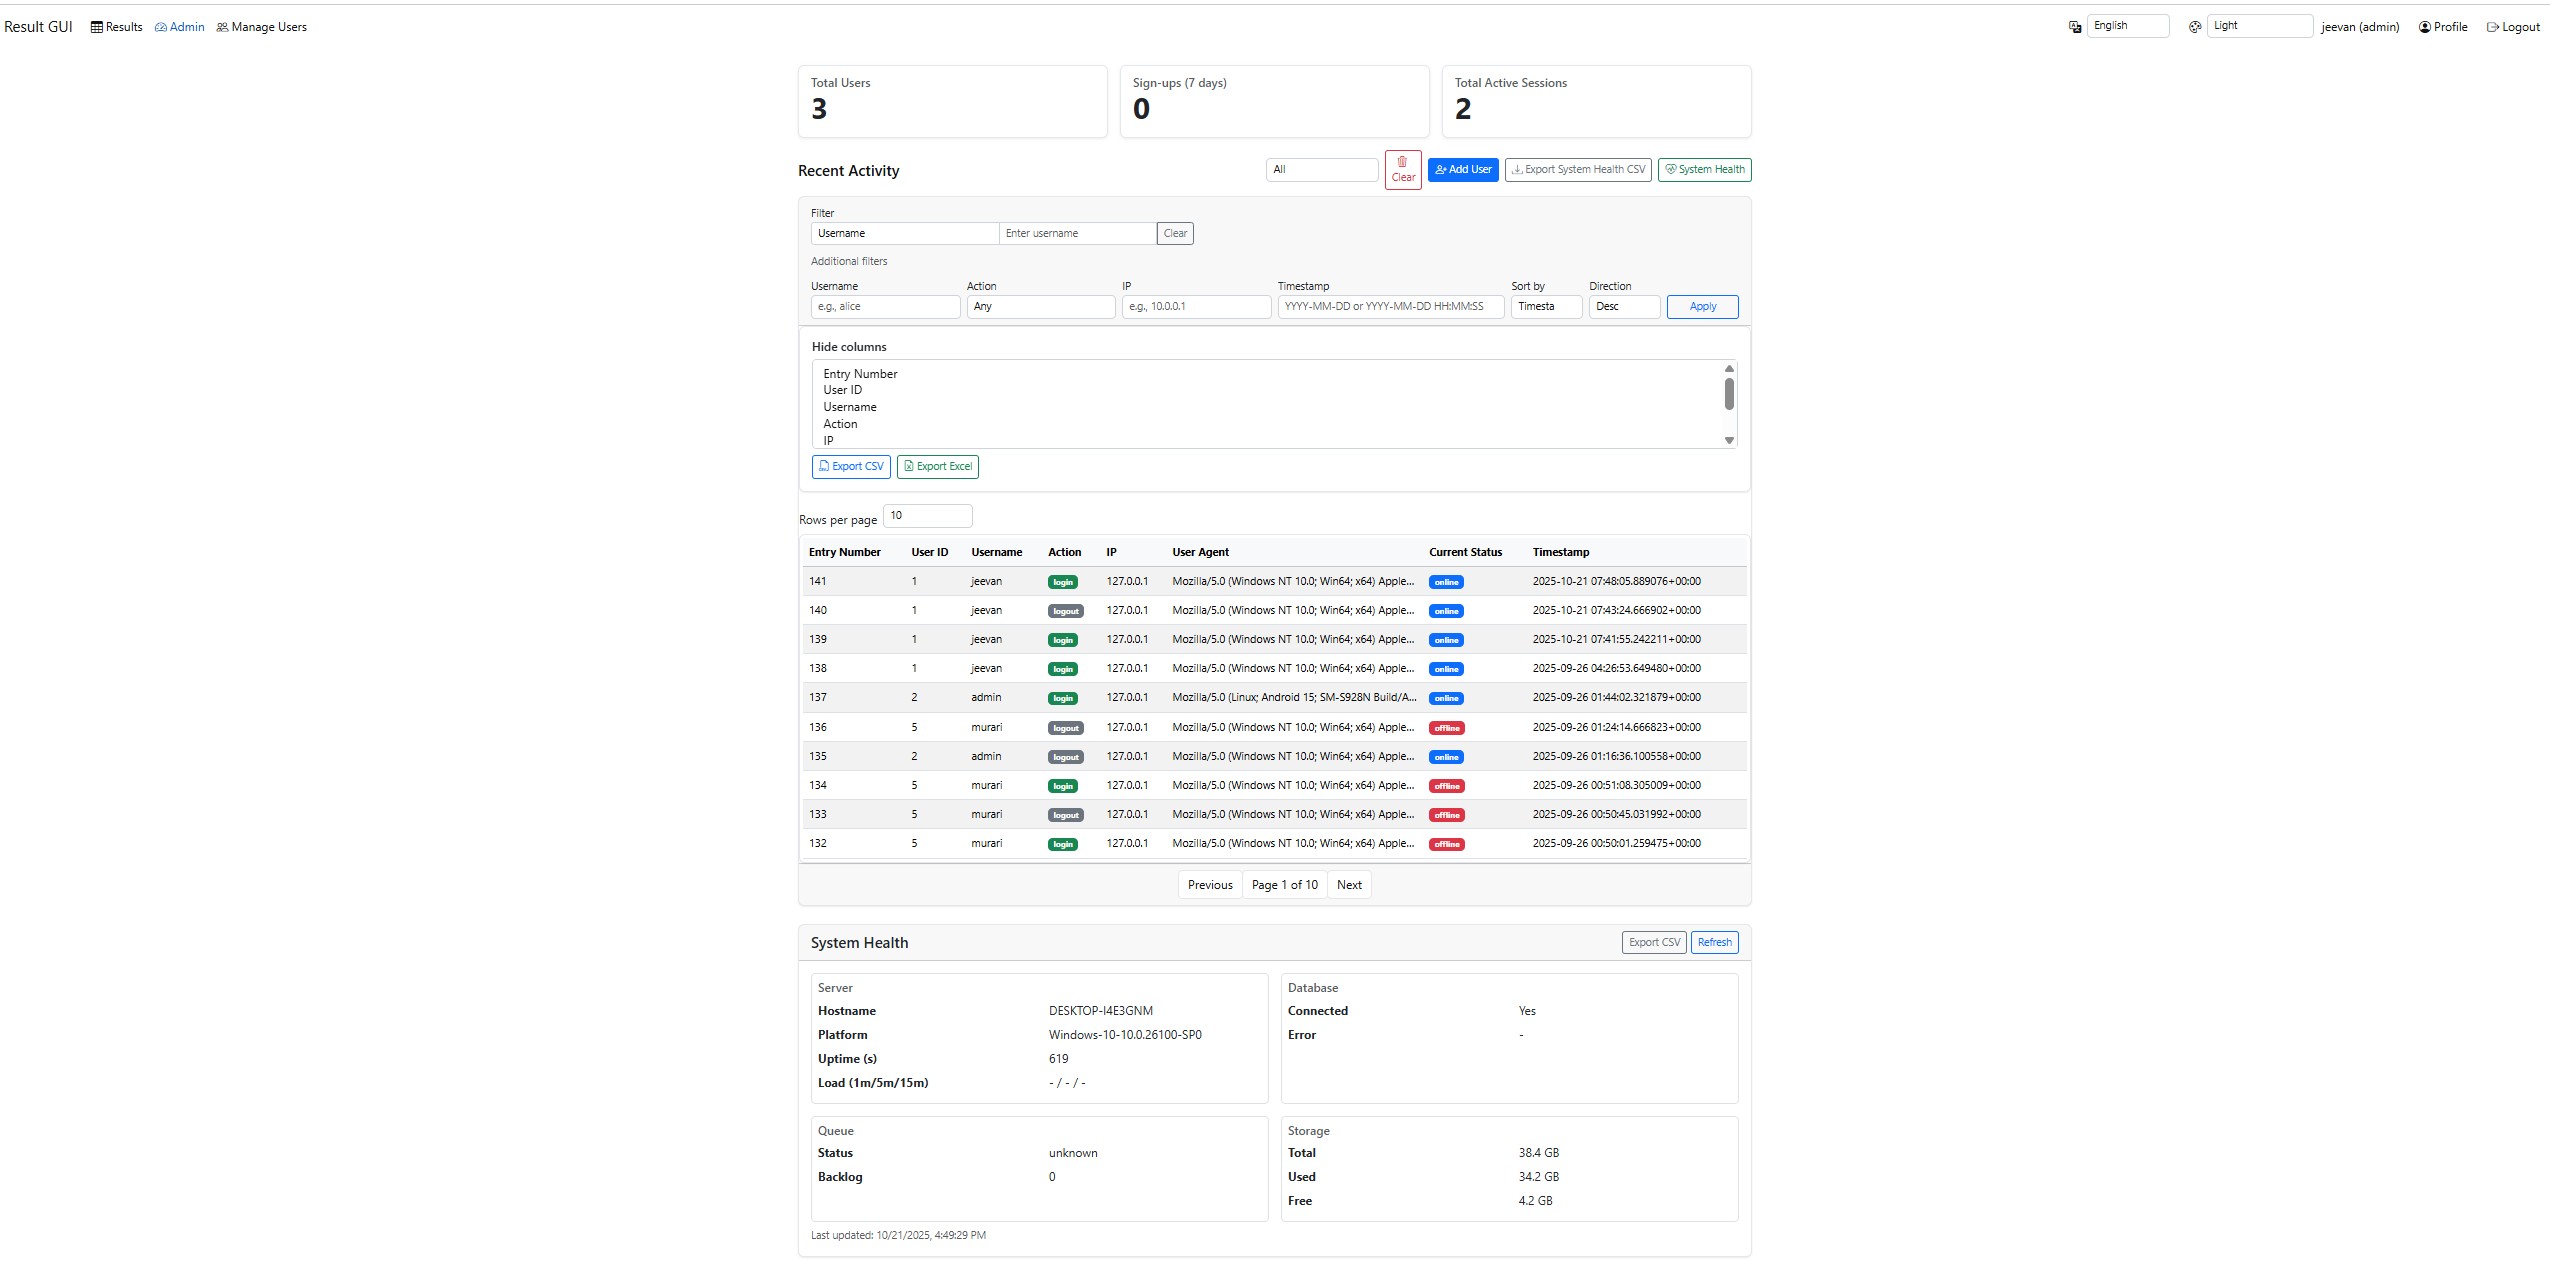 Result GUI Results Admin Manage Users English Light jeevan (admin) Profile Logout
Total Users Sign-ups (7 days) Total Active Sessions
3 0 2
Recent Activity All Clear Add User Export System Health CSV System Health
Filter
Username Enter username Clear
Additional filters
Username Action IP Timestamp Sort by Direction
e.g., alice Any e.g., 10.0.0.1 YYYY-MM-DD or YYYY-MM-DD HH:MM:SS Timesta Desc Apply
Hide columns
Entry Number
User ID
Username
Action
IP
Export CSV Export Excel
Rows per page 10
Entry Number User ID Username Action IP User Agent Current Status Timestamp
141 1 jeevan login 127.0.0.1 Mozilla/5.0 (Windows NT 10.0; Win64; x64) Apple... online 2025-10-21 07:48:05.889076+00:00
140 1 jeevan logout 127.0.0.1 Mozilla/5.0 (Windows NT 10.0; Win64; x64) Apple... online 2025-10-21 07:43:24.666902+00:00
139 1 jeevan login 127.0.0.1 Mozilla/5.0 (Windows NT 10.0; Win64; x64) Apple... online 2025-10-21 07:41:55.242211+00:00
138 1 jeevan login 127.0.0.1 Mozilla/5.0 (Windows NT 10.0; Win64; x64) Apple... online 2025-09-26 04:26:53.649480+00:00
137 2 admin login 127.0.0.1 Mozilla/5.0 (Linux; Android 15; SM-S928N Build/A... online 2025-09-26 01:44:02.321879+00:00
136 5 murari logout 127.0.0.1 Mozilla/5.0 (Windows NT 10.0; Win64; x64) Apple... offline 2025-09-26 01:24:14.666823+00:00
135 2 admin logout 127.0.0.1 Mozilla/5.0 (Windows NT 10.0; Win64; x64) Apple... online 2025-09-26 01:16:36.100558+00:00
134 5 murari login 127.0.0.1 Mozilla/5.0 (Windows NT 10.0; Win64; x64) Apple... offline 2025-09-26 00:51:08.305009+00:00
133 5 murari logout 127.0.0.1 Mozilla/5.0 (Windows NT 10.0; Win64; x64) Apple... offline 2025-09-26 00:50:45.031992+00:00
132 5 murari login 127.0.0.1 Mozilla/5.0 (Windows NT 10.0; Win64; x64) Apple... offline 2025-09-26 00:50:01.259475+00:00
Previous Page 1 of 10 Next
System Health Export CSV Refresh
Server
Hostname DESKTOP-I4E3GNM
Platform Windows-10-10.0.26100-SP0
Uptime (s) 619
Load (1m/5m/15m) - / - / -
Database
Connected Yes
Error -
Queue
Status unknown
Backlog 0
Storage
Total 38.4 GB
Used 34.2 GB
Free 4.2 GB
Last updated: 10/21/2025, 4:49:29 PM